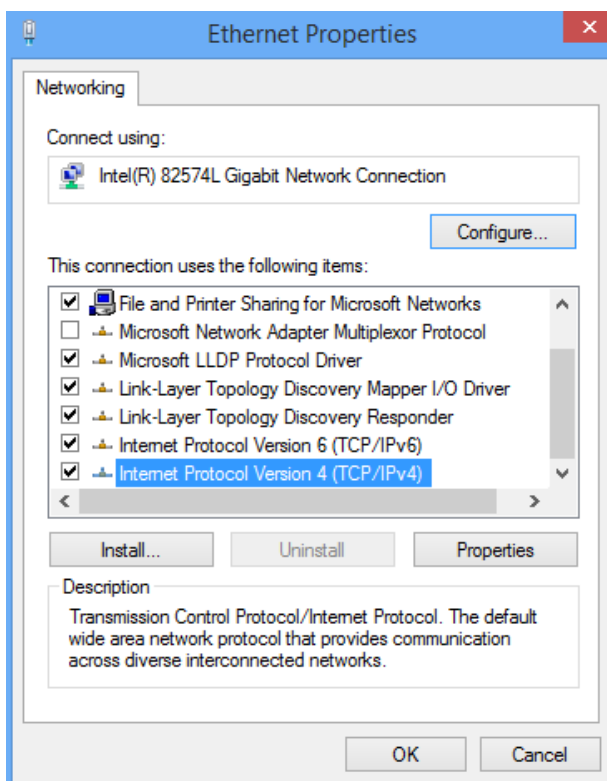 Ethernet Properties
Networking
Connect using:
Intel(R) 82574L Gigabit Network Connection
Configure...
This connection uses the following items:
File and Printer Sharing for Microsoft Networks
Microsoft Network Adapter Multiplexor Protocol
Microsoft LLDP Protocol Driver
Link-Layer Topology Discovery Mapper I/O Driver
Link-Layer Topology Discovery Responder
Internet Protocol Version 6 (TCP/IPv6)
Internet Protocol Version 4 (TCP/IPv4)
Install... Uninstall Properties
Description
Transmission Control Protocol/Internet Protocol. The default
wide area network protocol that provides communication
across diverse interconnected networks.
OK Cancel